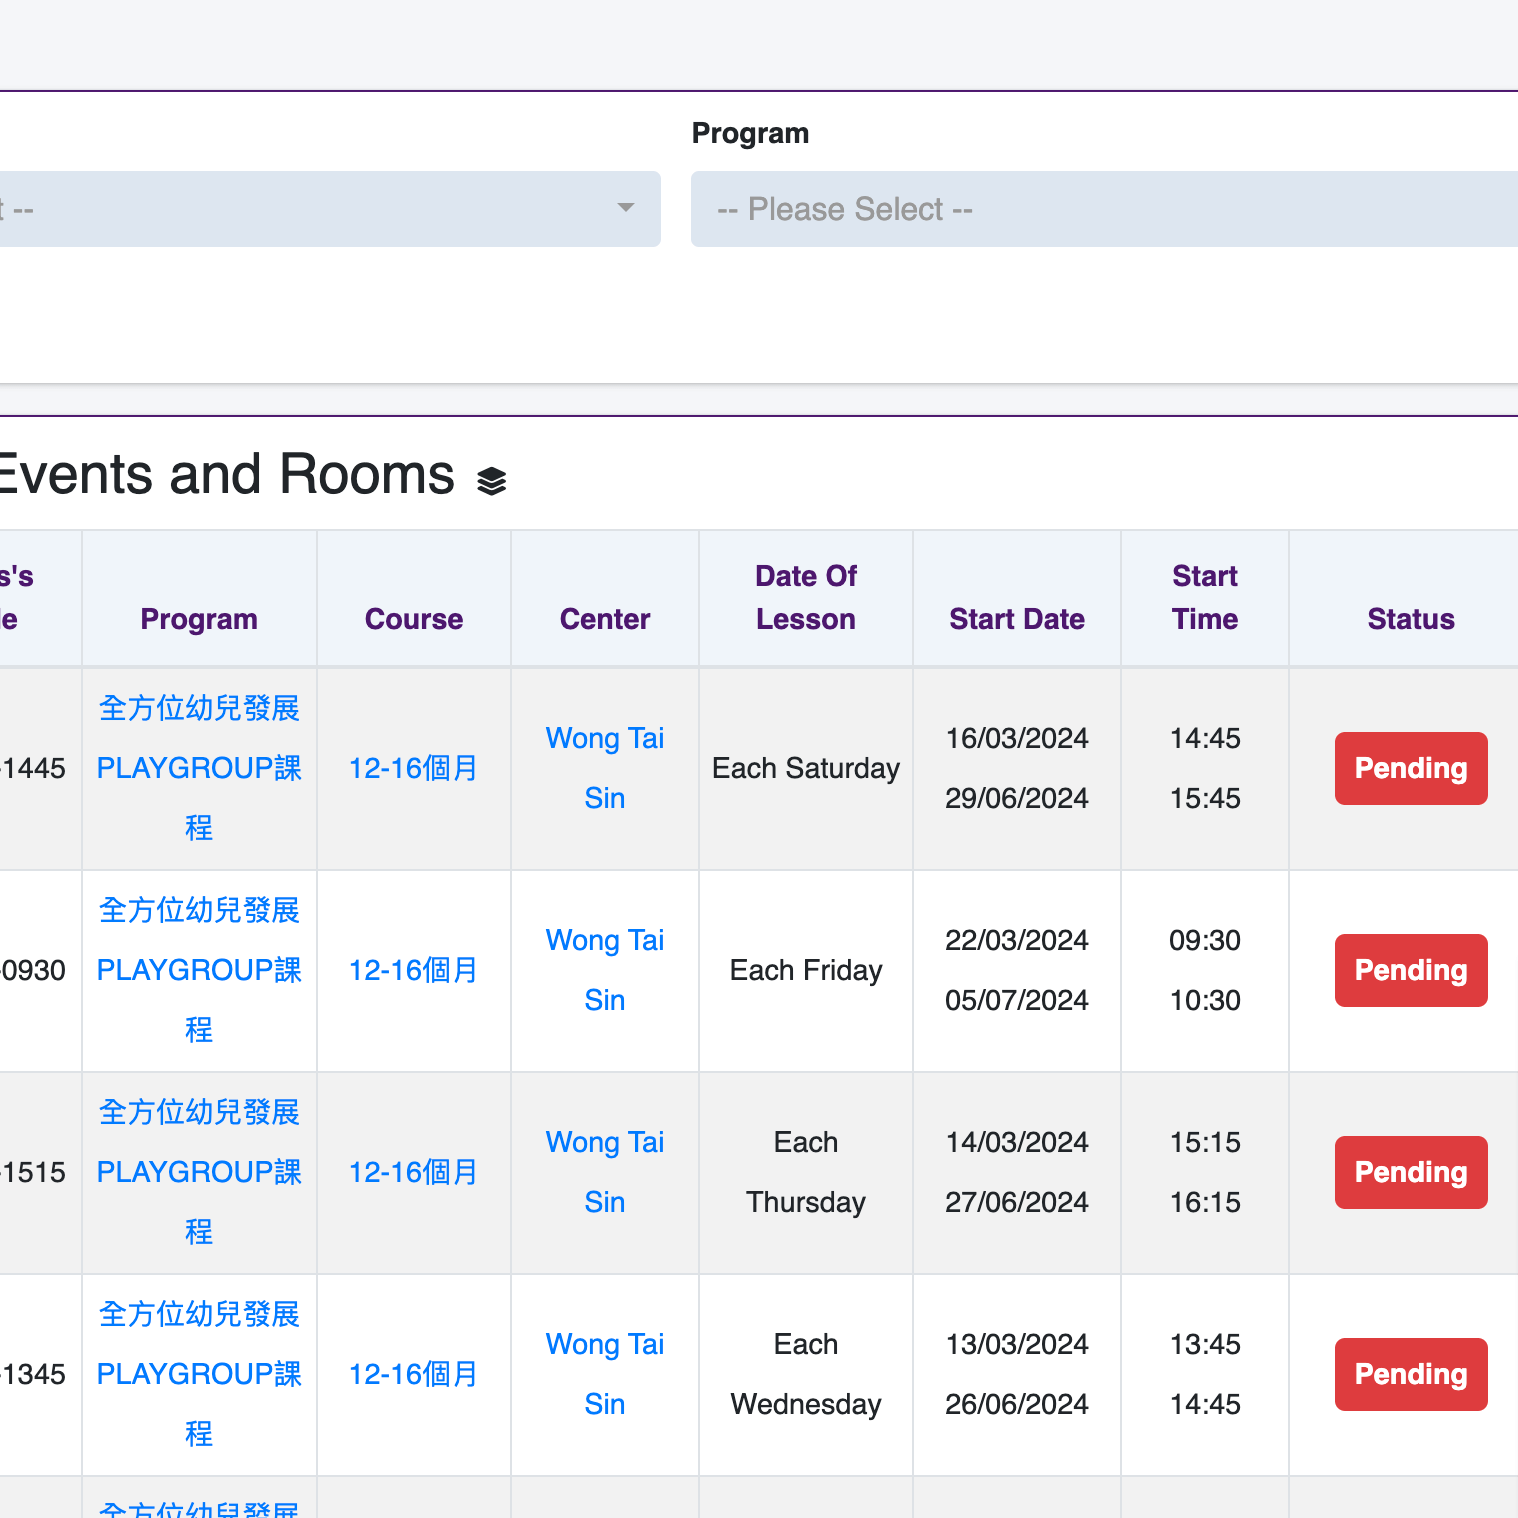 Program
-- -- Please Select --
Events and Rooms
Program Course Center Date Of Lesson Start Date Start Time Status
-1445 全方位幼兒發展 PLAYGROUP課程 12-16個月 Wong Tai Sin Each Saturday 16/03/2024 29/06/2024 14:45 15:45 Pending
-0930 全方位幼兒發展 PLAYGROUP課程 12-16個月 Wong Tai Sin Each Friday 22/03/2024 05/07/2024 09:30 10:30 Pending
-1515 全方位幼兒發展 PLAYGROUP課程 12-16個月 Wong Tai Sin Each Thursday 14/03/2024 27/06/2024 15:15 16:15 Pending
-1345 全方位幼兒發展 PLAYGROUP課程 12-16個月 Wong Tai Sin Each Wednesday 13/03/2024 26/06/2024 13:45 14:45 Pending
全方位幼兒發展